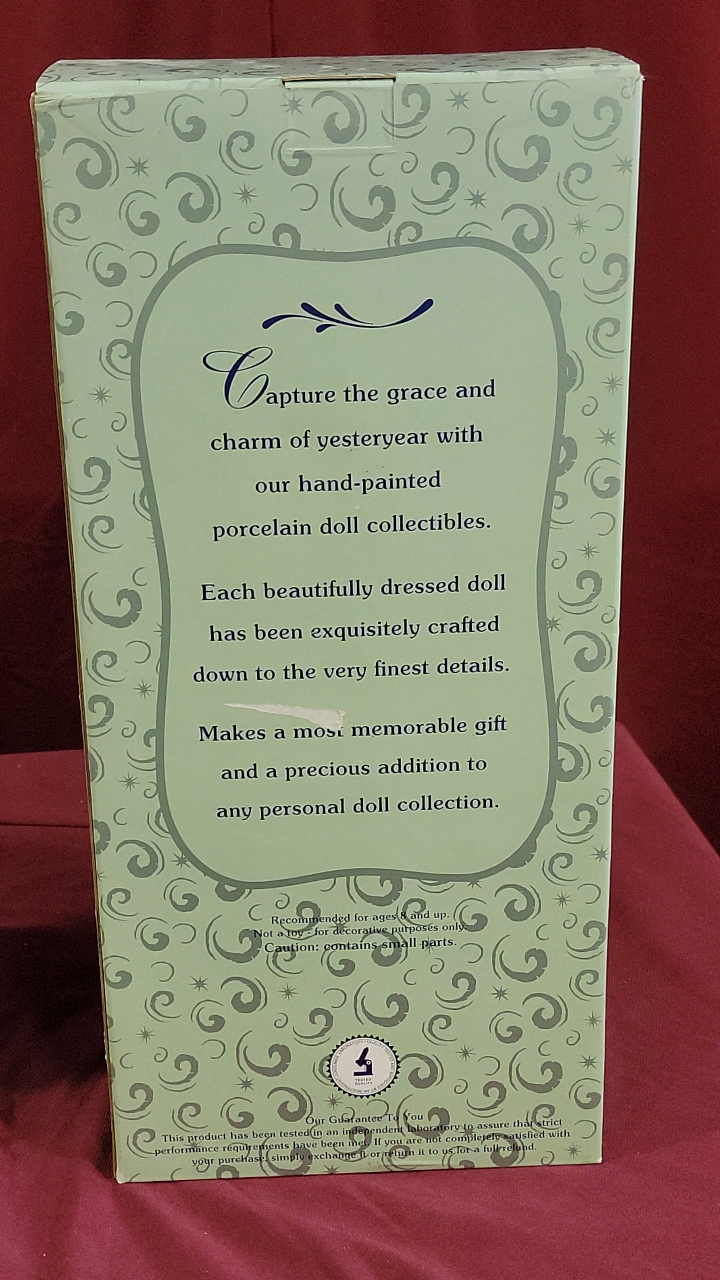 Capture the grace and
charm of yesteryear with
our hand-painted
porcelain doll collectibles.
Each beautifully dressed doll
has been exquisitely crafted
down to the very finest details.
Makes a most memorable gift
and a precious addition to
any personal doll collection.
Recommended for ages 8 and up.
Not a toy - for decorative purposes only.
Caution: contains small parts.
TESTED
QUALITY
Our Guarantee To You
This product has been tested in an independent laboratory to assure that strict
performance requirements have been met. If you are not completely satisfied with
your purchase, simply exchange it or return it to us for a full refund.